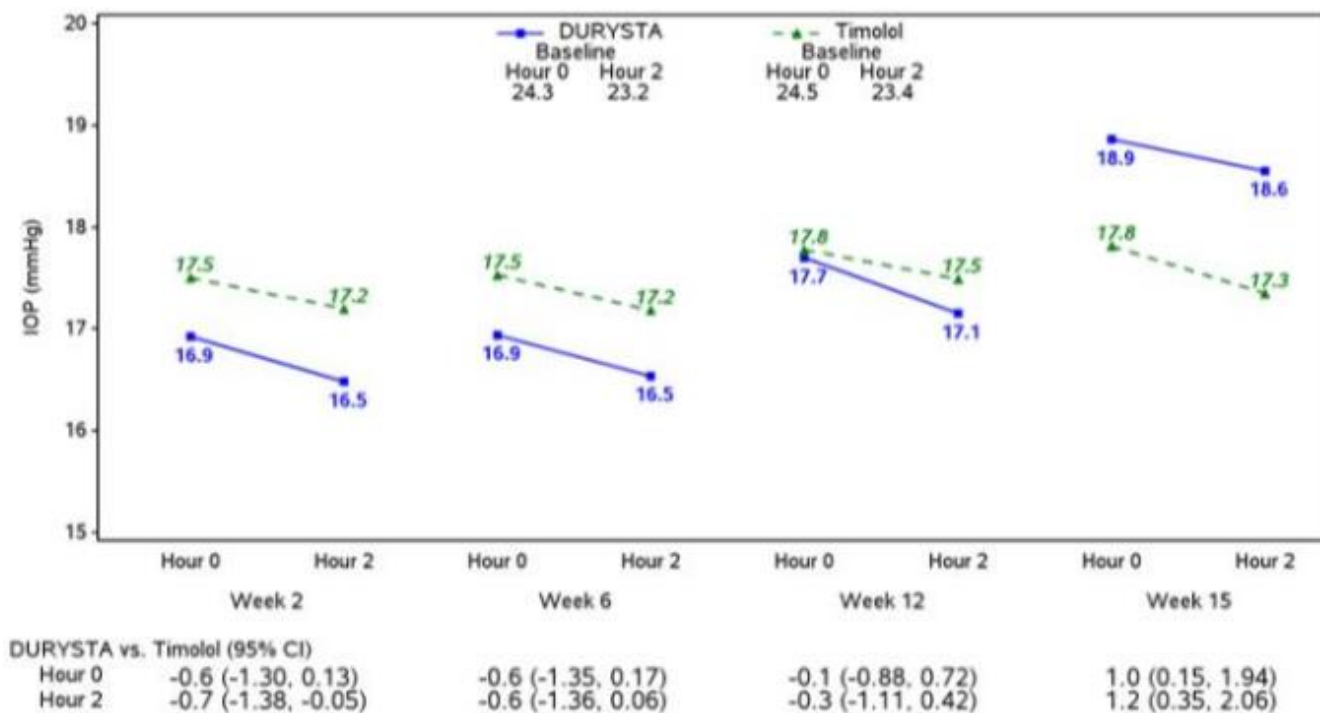 20
DURYSTA Timolol
Baseline Baseline
Hour 0 Hour 2 Hour 0 Hour 2
24.3 23.2 24.5 23.4
19
18.9
18.6
18
17.8 17.8
17.5 17.5 17.5
17.7 17.3
17.2 17.2
17.1
17
16.9 16.9
16.5 16.5
16
15
IOP (mmHg)
Hour 0 Hour 2 Hour 0 Hour 2 Hour 0 Hour 2 Hour 0 Hour 2
Week 2 Week 6 Week 12 Week 15
DURYSTA vs. Timolol (95% CI)
Hour 0 -0.6 (-1.30, 0.13) -0.6 (-1.35, 0.17) -0.1 (-0.88, 0.72) 1.0 (0.15, 1.94)
Hour 2 -0.7 (-1.38, -0.05) -0.6 (-1.36, 0.06) -0.3 (-1.11, 0.42) 1.2 (0.35, 2.06)